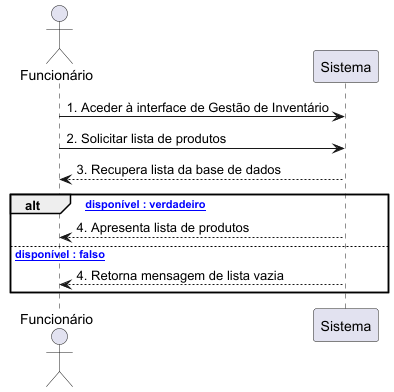 Funcionário
Sistema
1. Aceder à interface de Gestão de Inventário
2. Solicitar lista de produtos
3. Recupera lista da base de dados
alt
disponível : verdadeiro
4. Apresenta lista de produtos
disponível : falso
4. Retorna mensagem de lista vazia
Funcionário
Sistema